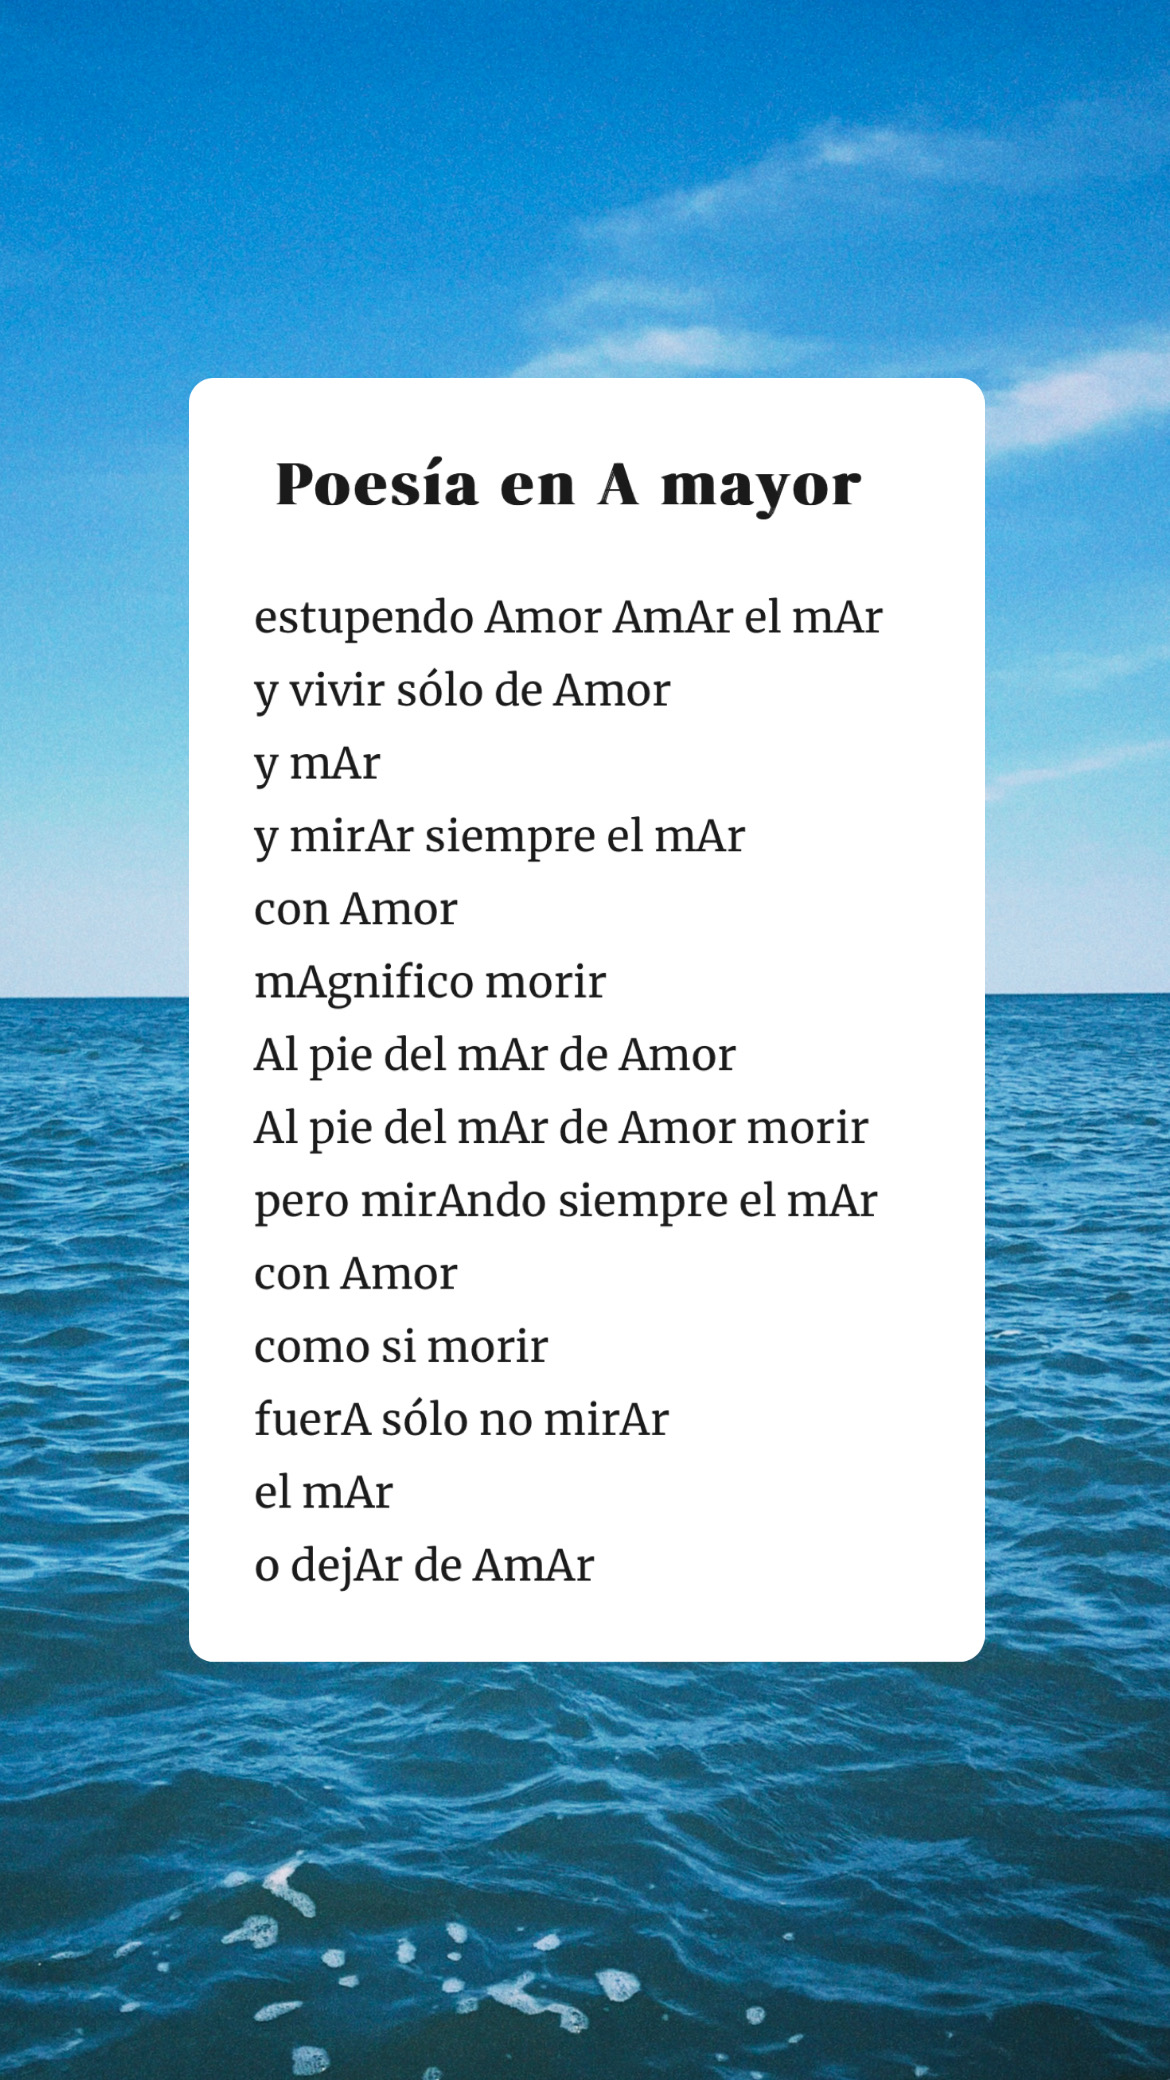 Poesía en A mayor
estupendo Amor AmAr el mAr
y vivir sólo de Amor
y mAr
y mirAr siempre el mAr
con Amor
mAgnifico morir
Al pie del mAr de Amor
Al pie del mAr de Amor morir
pero mirAndo siempre el mAr
con Amor
como si morir
fuerA sólo no mirAr
el mAr
o dejAr de AmAr